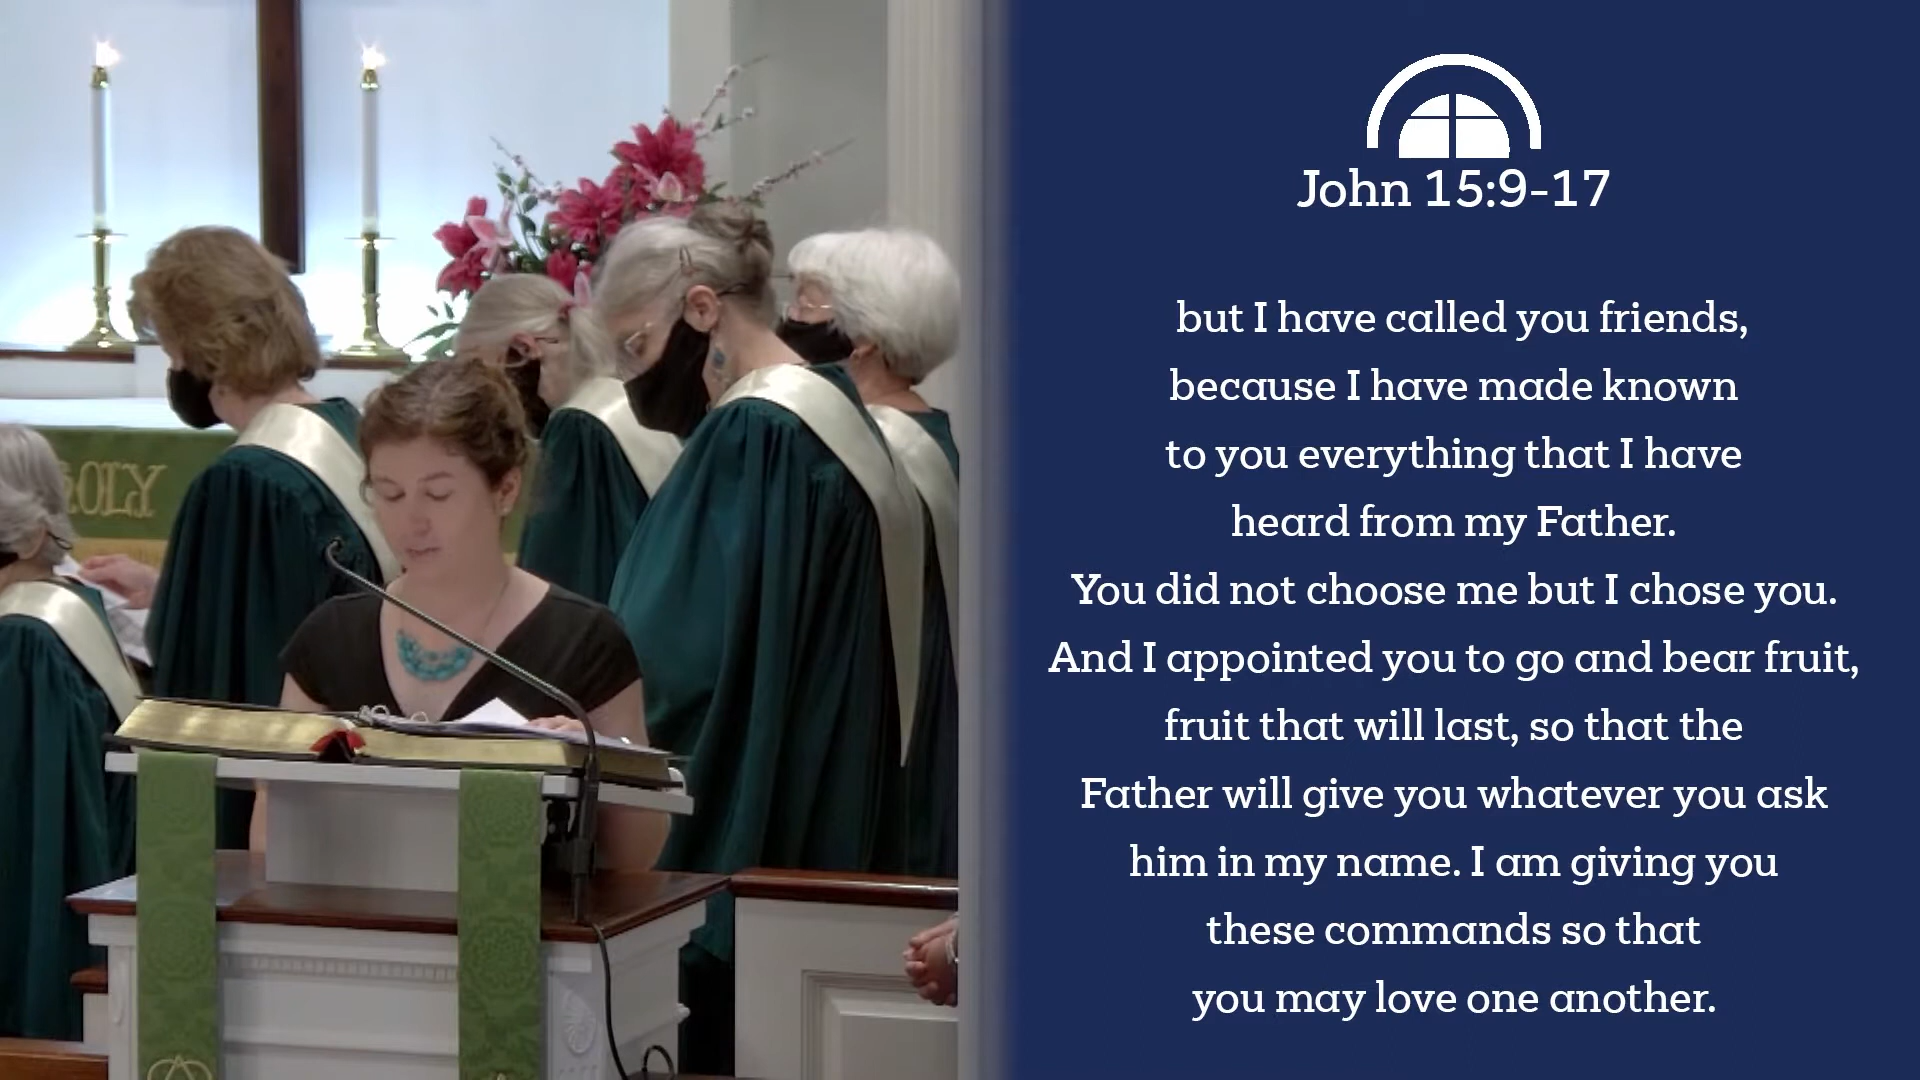 OLY
John 15:9-17
but I have called you friends,
because I have made known
to you everything that I have
heard from my Father.
You did not choose me but I chose you.
And I appointed you to go and bear fruit,
fruit that will last, so that the
Father will give you whatever you ask
him in my name. I am giving you
these commands so that
you may love one another.